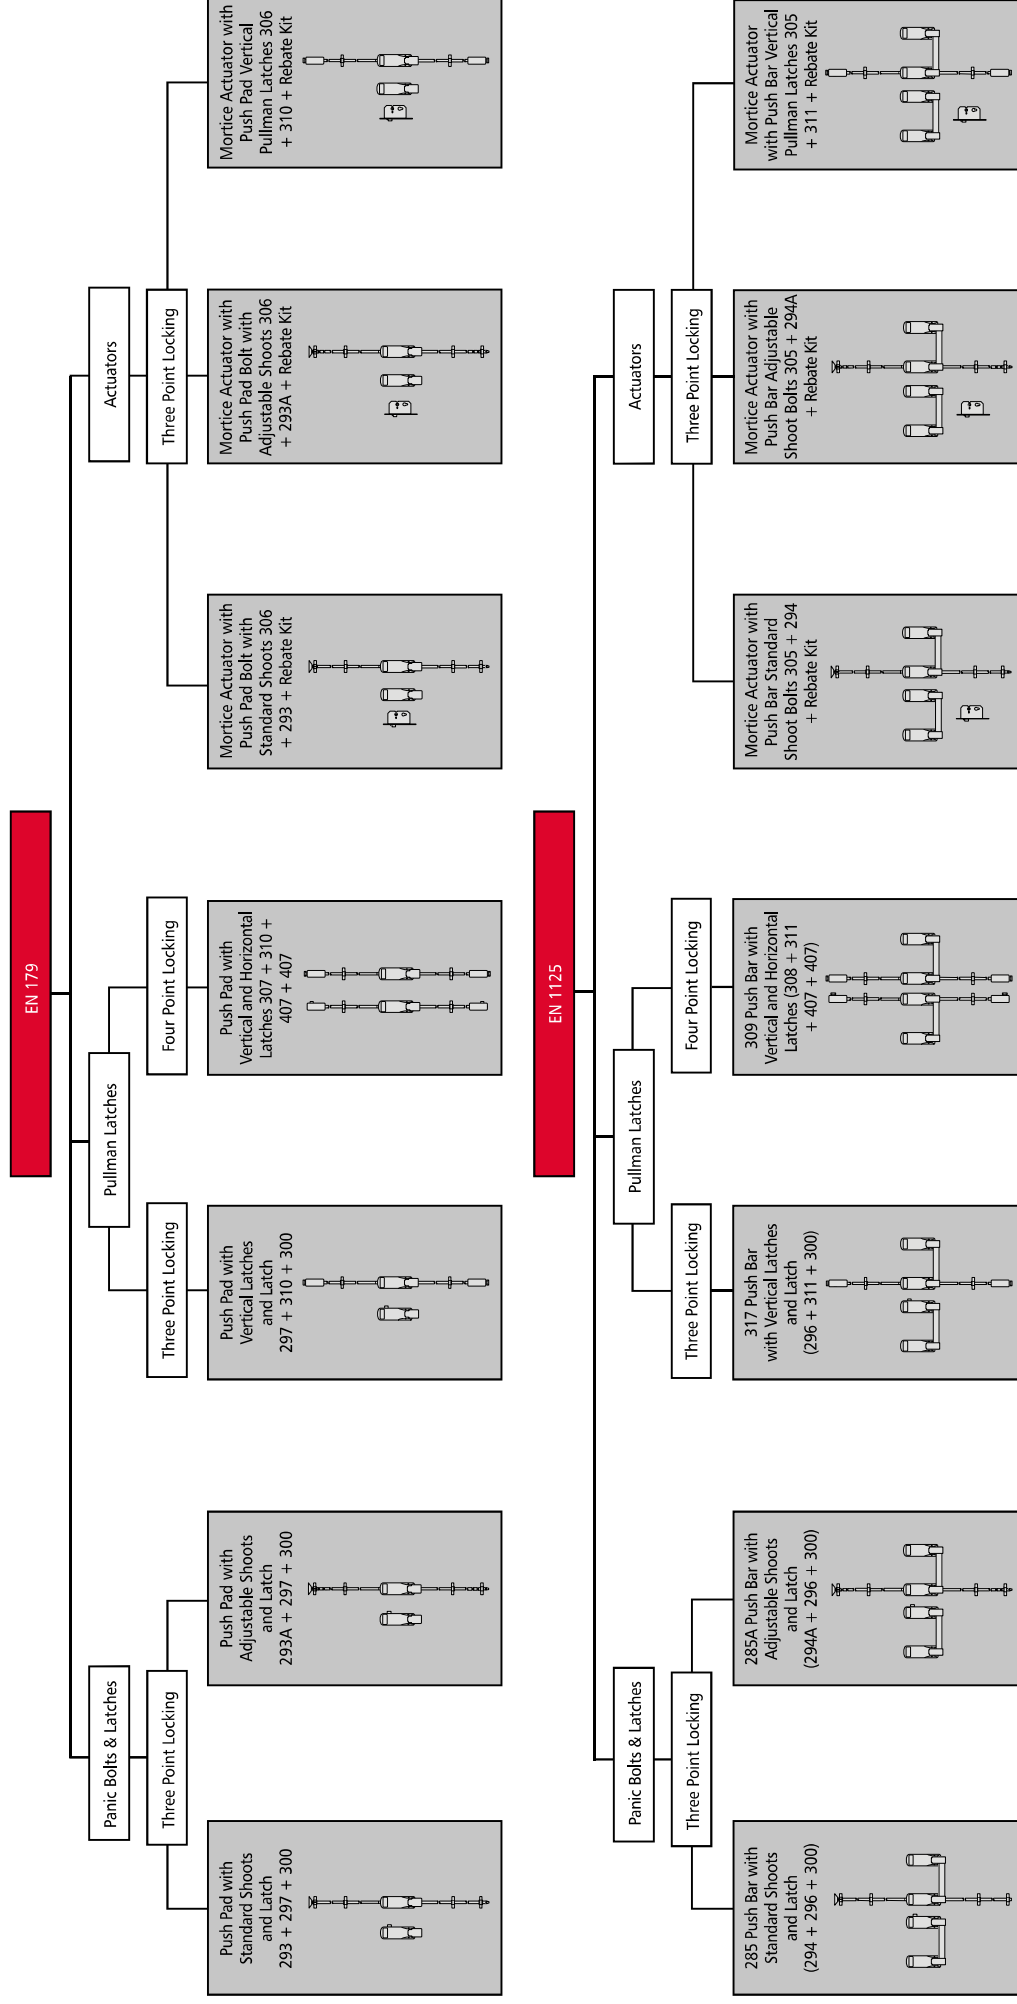 EN 179
Panic Bolts & Latches
Pullman Latches
Actuators
Three Point Locking
Three Point Locking
Four Point Locking
Three Point Locking
Push Pad with
Standard Shoots
and Latch
293 + 297 + 300
Push Pad with
Adjustable Shoots
and Latch
293A + 297 + 300
Push Pad with
Vertical Latches
and Latch
297 + 310 + 300
Push Pad with
Vertical and Horizontal
Latches 307 + 310 +
407 + 407
Mortice Actuator with
Push Pad Bolt with
Standard Shoots 306
+ 293 + Rebate Kit
Mortice Actuator with
Push Pad Bolt with
Adjustable Shoots 306
+ 293A + Rebate Kit
Mortice Actuator with
Push Pad Vertical
Pullman Latches 306
+ 310 + Rebate Kit
EN 1125
Panic Bolts & Latches
Pullman Latches
Actuators
Three Point Locking
Three Point Locking
Four Point Locking
Three Point Locking
285 Push Bar with
Standard Shoots
and Latch
(294 + 296 + 300)
285A Push Bar with
Adjustable Shoots
and Latch
(294A + 296 + 300)
317 Push Bar
with Vertical Latches
and Latch
(296 + 311 + 300)
309 Push Bar with
Vertical and Horizontal
Latches (308 + 311
+ 407 + 407)
Mortice Actuator with
Push Bar Standard
Shoot Bolts 305 + 294
+ Rebate Kit
Mortice Actuator with
Push Bar Adjustable
Shoot Bolts 305 + 294A
+ Rebate Kit
Mortice Actuator
with Push Bar Vertical
Pullman Latches 305
+ 311 + Rebate Kit